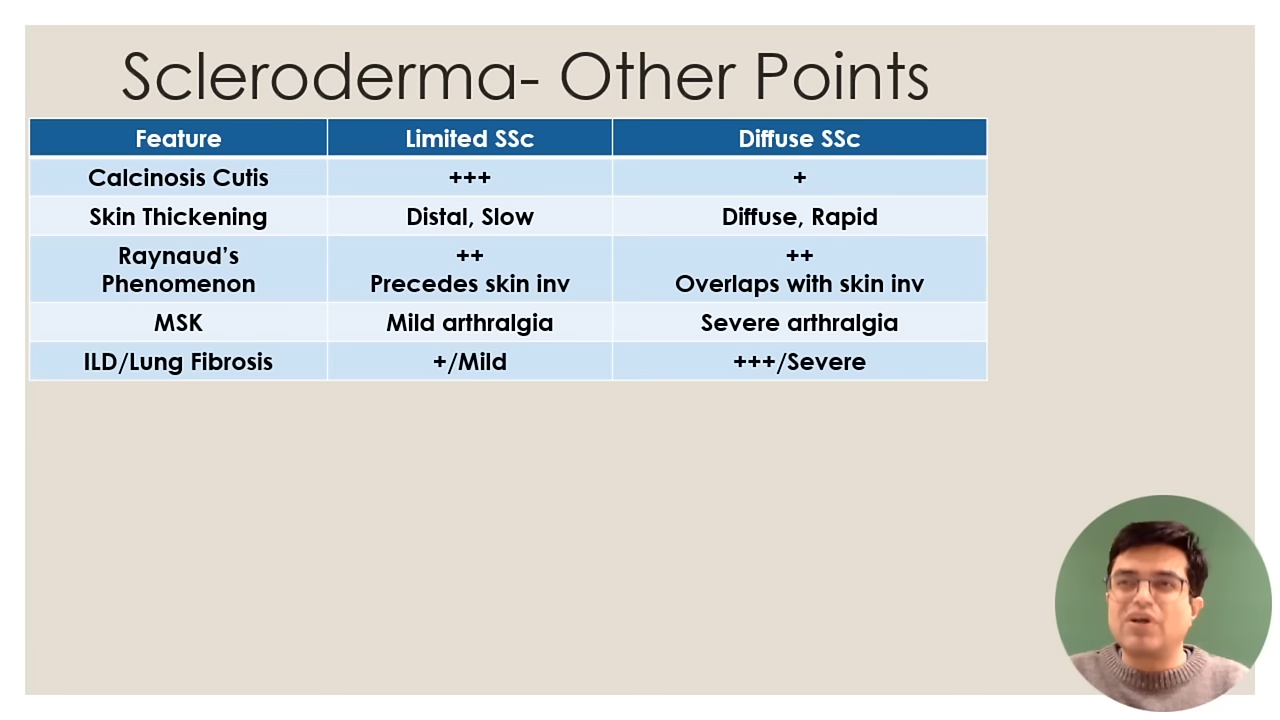 Scleroderma- Other Points
Feature Limited SSc Diffuse SSc
Calcinosis Cutis +++ +
Skin Thickening Distal, Slow Diffuse, Rapid
Raynaud’s ++ ++
Phenomenon Precedes skin inv Overlaps with skin inv
MSK Mild arthralgia Severe arthralgia
ILD/Lung Fibrosis +/Mild +++/Severe